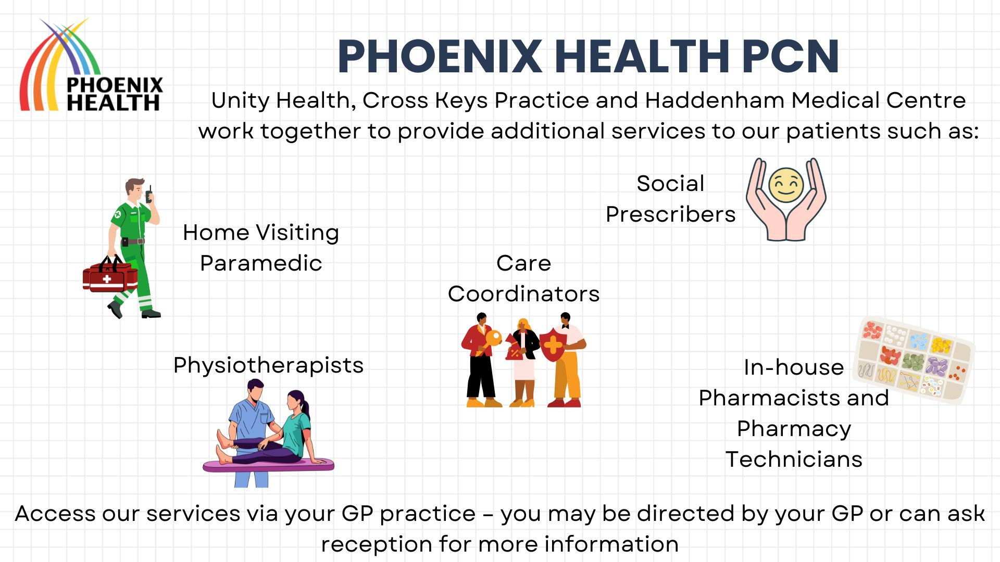 PHOENIX
HEALTH
PHOENIX HEALTH PCN
Unity Health, Cross Keys Practice and Haddenham Medical Centre
work together to provide additional services to our patients such as:
Social
Prescribers
Home Visiting
Paramedic
Care
Coordinators
Physiotherapists
In-house
Pharmacists and
Pharmacy
Technicians
Access our services via your GP practice – you may be directed by your GP or can ask
reception for more information